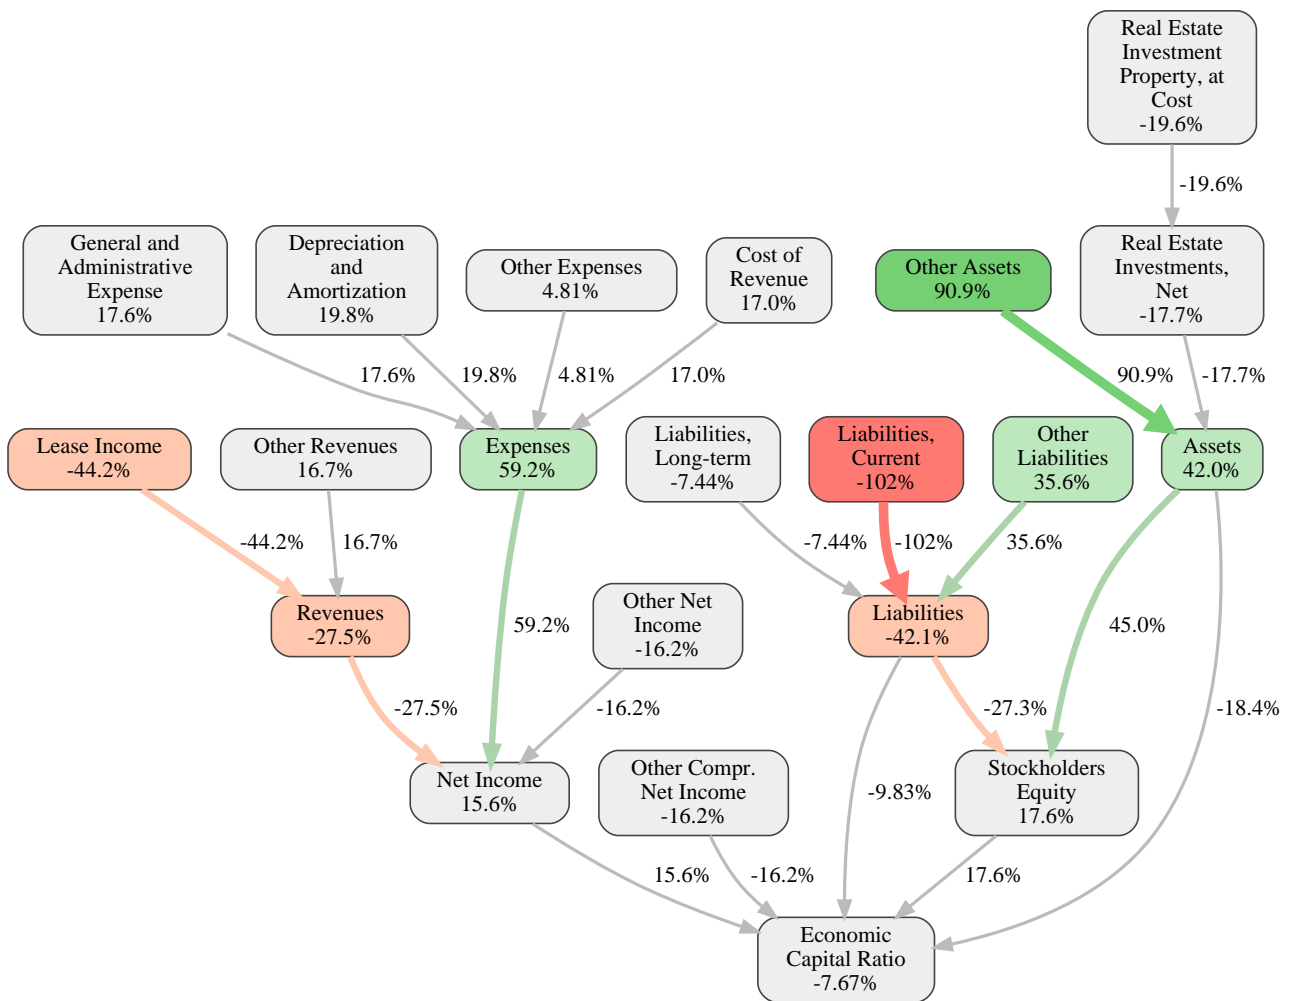 Real Estate
Investment
Property, at
Cost
-19.6%
-19.6%
General and
Administrative
Expense
17.6%
Depreciation
and
Amortization
19.8%
Other Expenses
4.81%
Cost of
Revenue
17.0%
Other Assets
90.9%
Real Estate
Investments,
Net
-17.7%
17.6%
19.8%
4.81%
17.0%
90.9%
-17.7%
Lease Income
-44.2%
Other Revenues
16.7%
Expenses
59.2%
Liabilities,
Long-term
-7.44%
Liabilities,
Current
-102%
Other
Liabilities
35.6%
Assets
42.0%
-44.2%
16.7%
-7.44%
-102%
35.6%
Revenues
-27.5%
59.2%
Other Net
Income
-16.2%
Liabilities
-42.1%
45.0%
-27.5%
-16.2%
-27.3%
-18.4%
Net Income
15.6%
Other Compr.
Net Income
-16.2%
-9.83%
Stockholders
Equity
17.6%
15.6%
-16.2%
17.6%
Economic
Capital Ratio
-7.67%